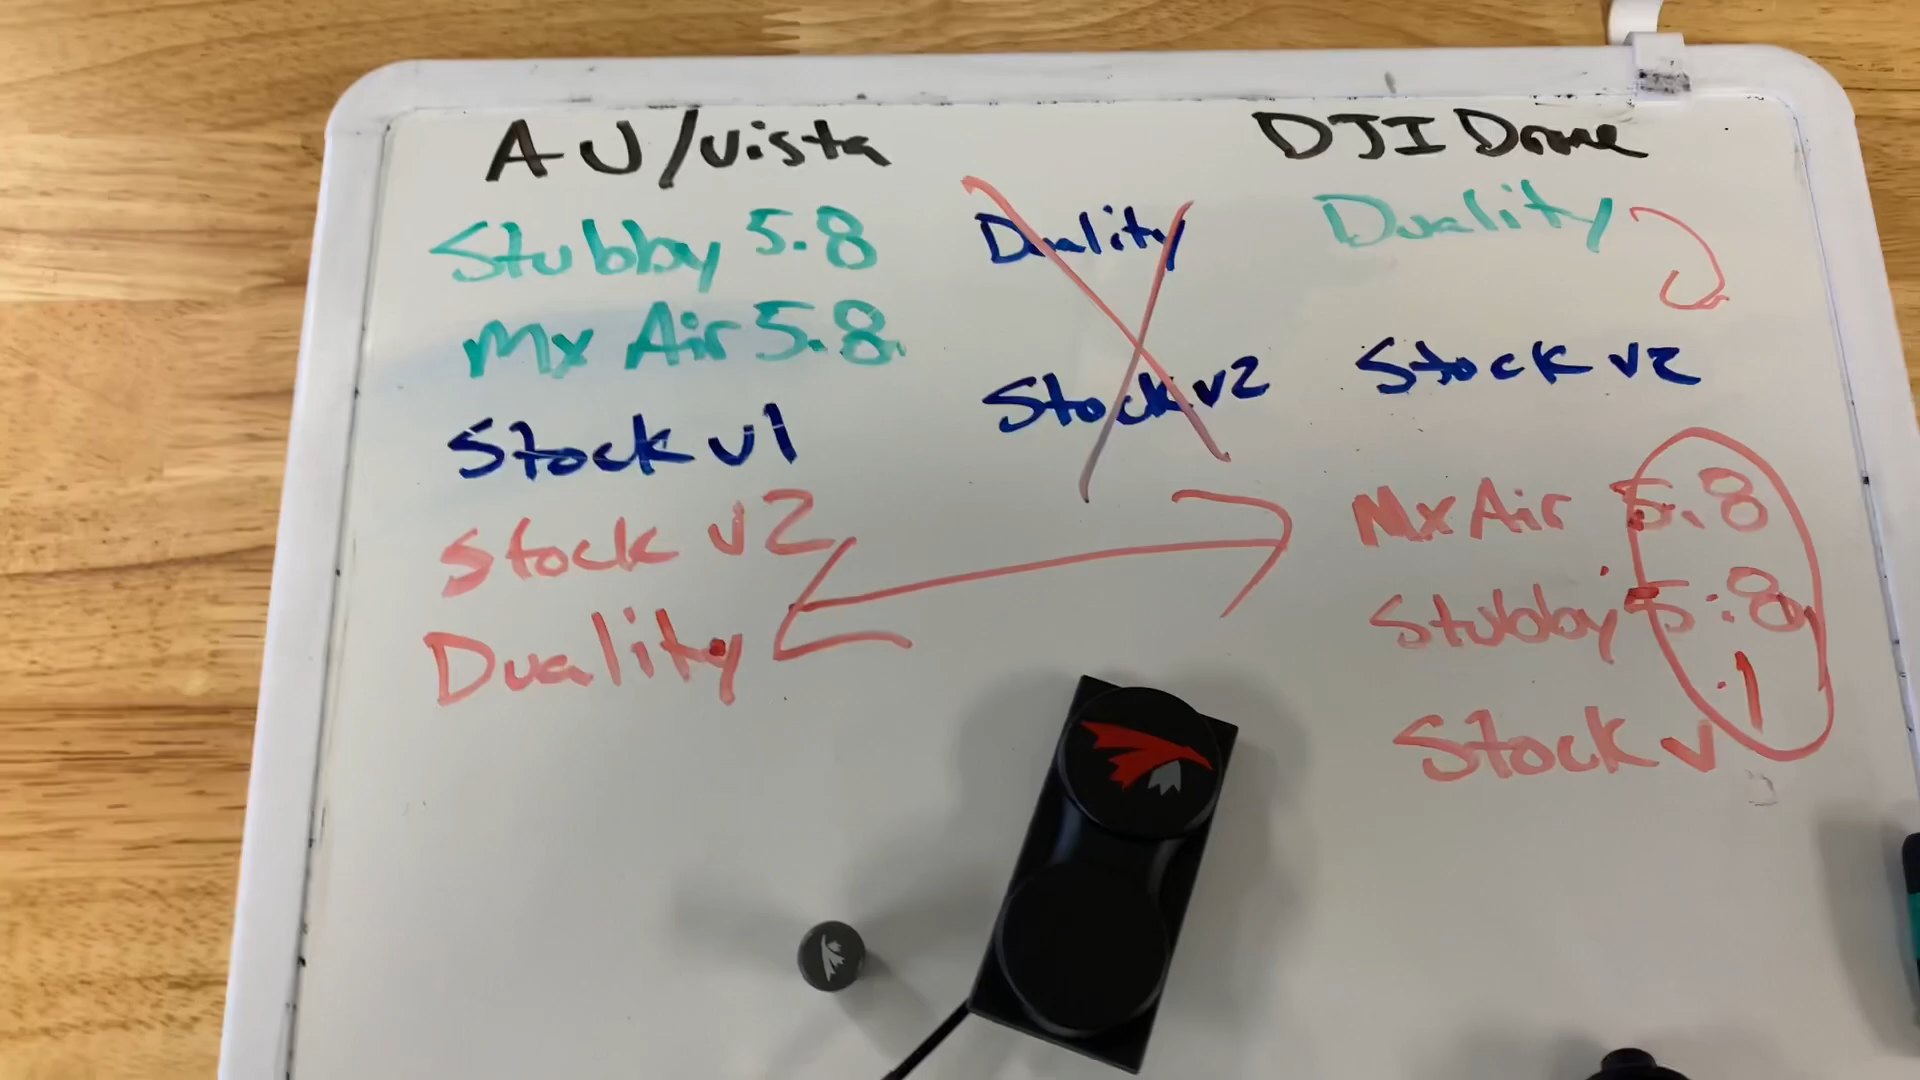 AU/Vista
Stubby 5.8
Mx Air 5.8
Stock v1
Stock v2
Duality
Duality
Stock v2
DJI Drone
Duality
Stock v2
Mx Air 5.8
Stubby 5.8
Stock v1